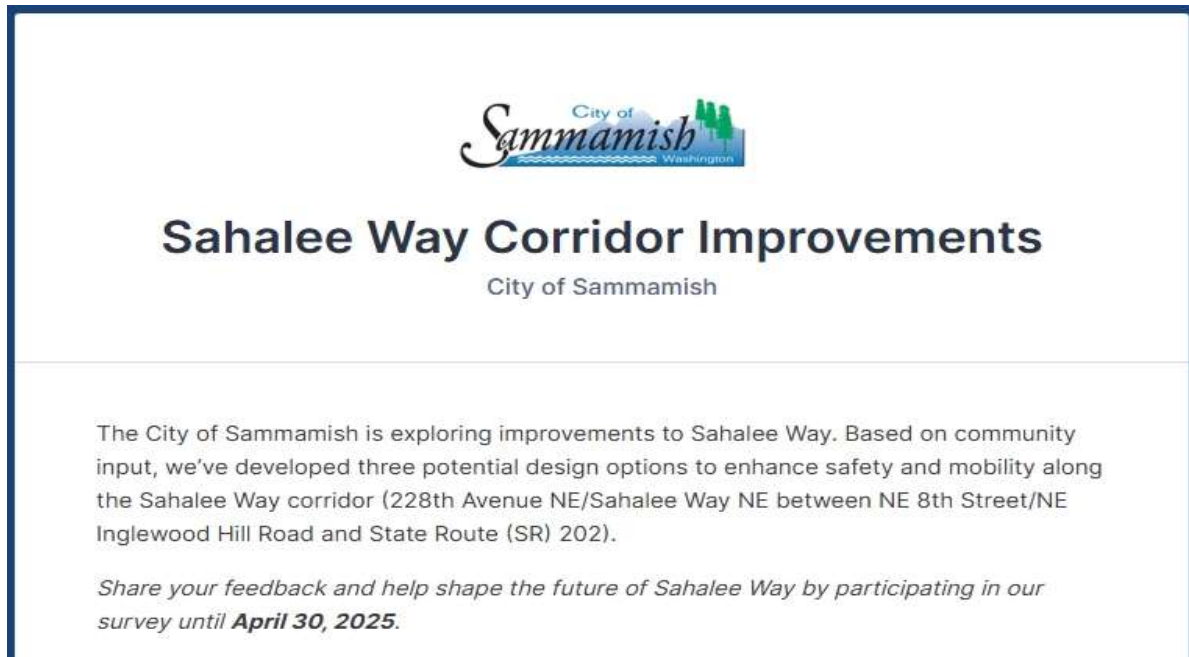 City of
Sammamish
Washington
Sahalee Way Corridor Improvements
City of Sammamish
The City of Sammamish is exploring improvements to Sahalee Way. Based on community
input, we've developed three potential design options to enhance safety and mobility along
the Sahalee Way corridor (228th Avenue NE/Sahalee Way NE between NE 8th Street/NE
Inglewood Hill Road and State Route (SR) 202).
Share your feedback and help shape the future of Sahalee Way by participating in our
survey until April 30, 2025.